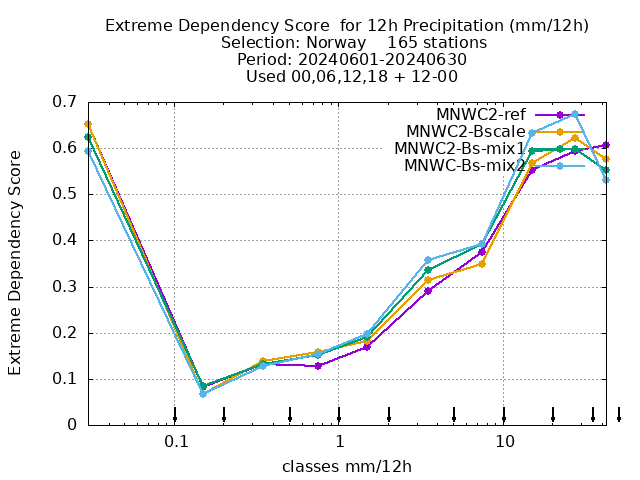 Extreme Dependency Score  for 12h Precipitation (mm/12h)
Selection: Norway    165 stations
Period: 20240601-20240630
Used 00,06,12,18 + 12-00
MNWC2-ref
MNWC2-Bscale
MNWC2-Bs-mix1
MNWC-Bs-mix2
Extreme Dependency Score
0.7
0.6
0.5
0.4
0.3
0.2
0.1
0
0.1 1 10
classes mm/12h